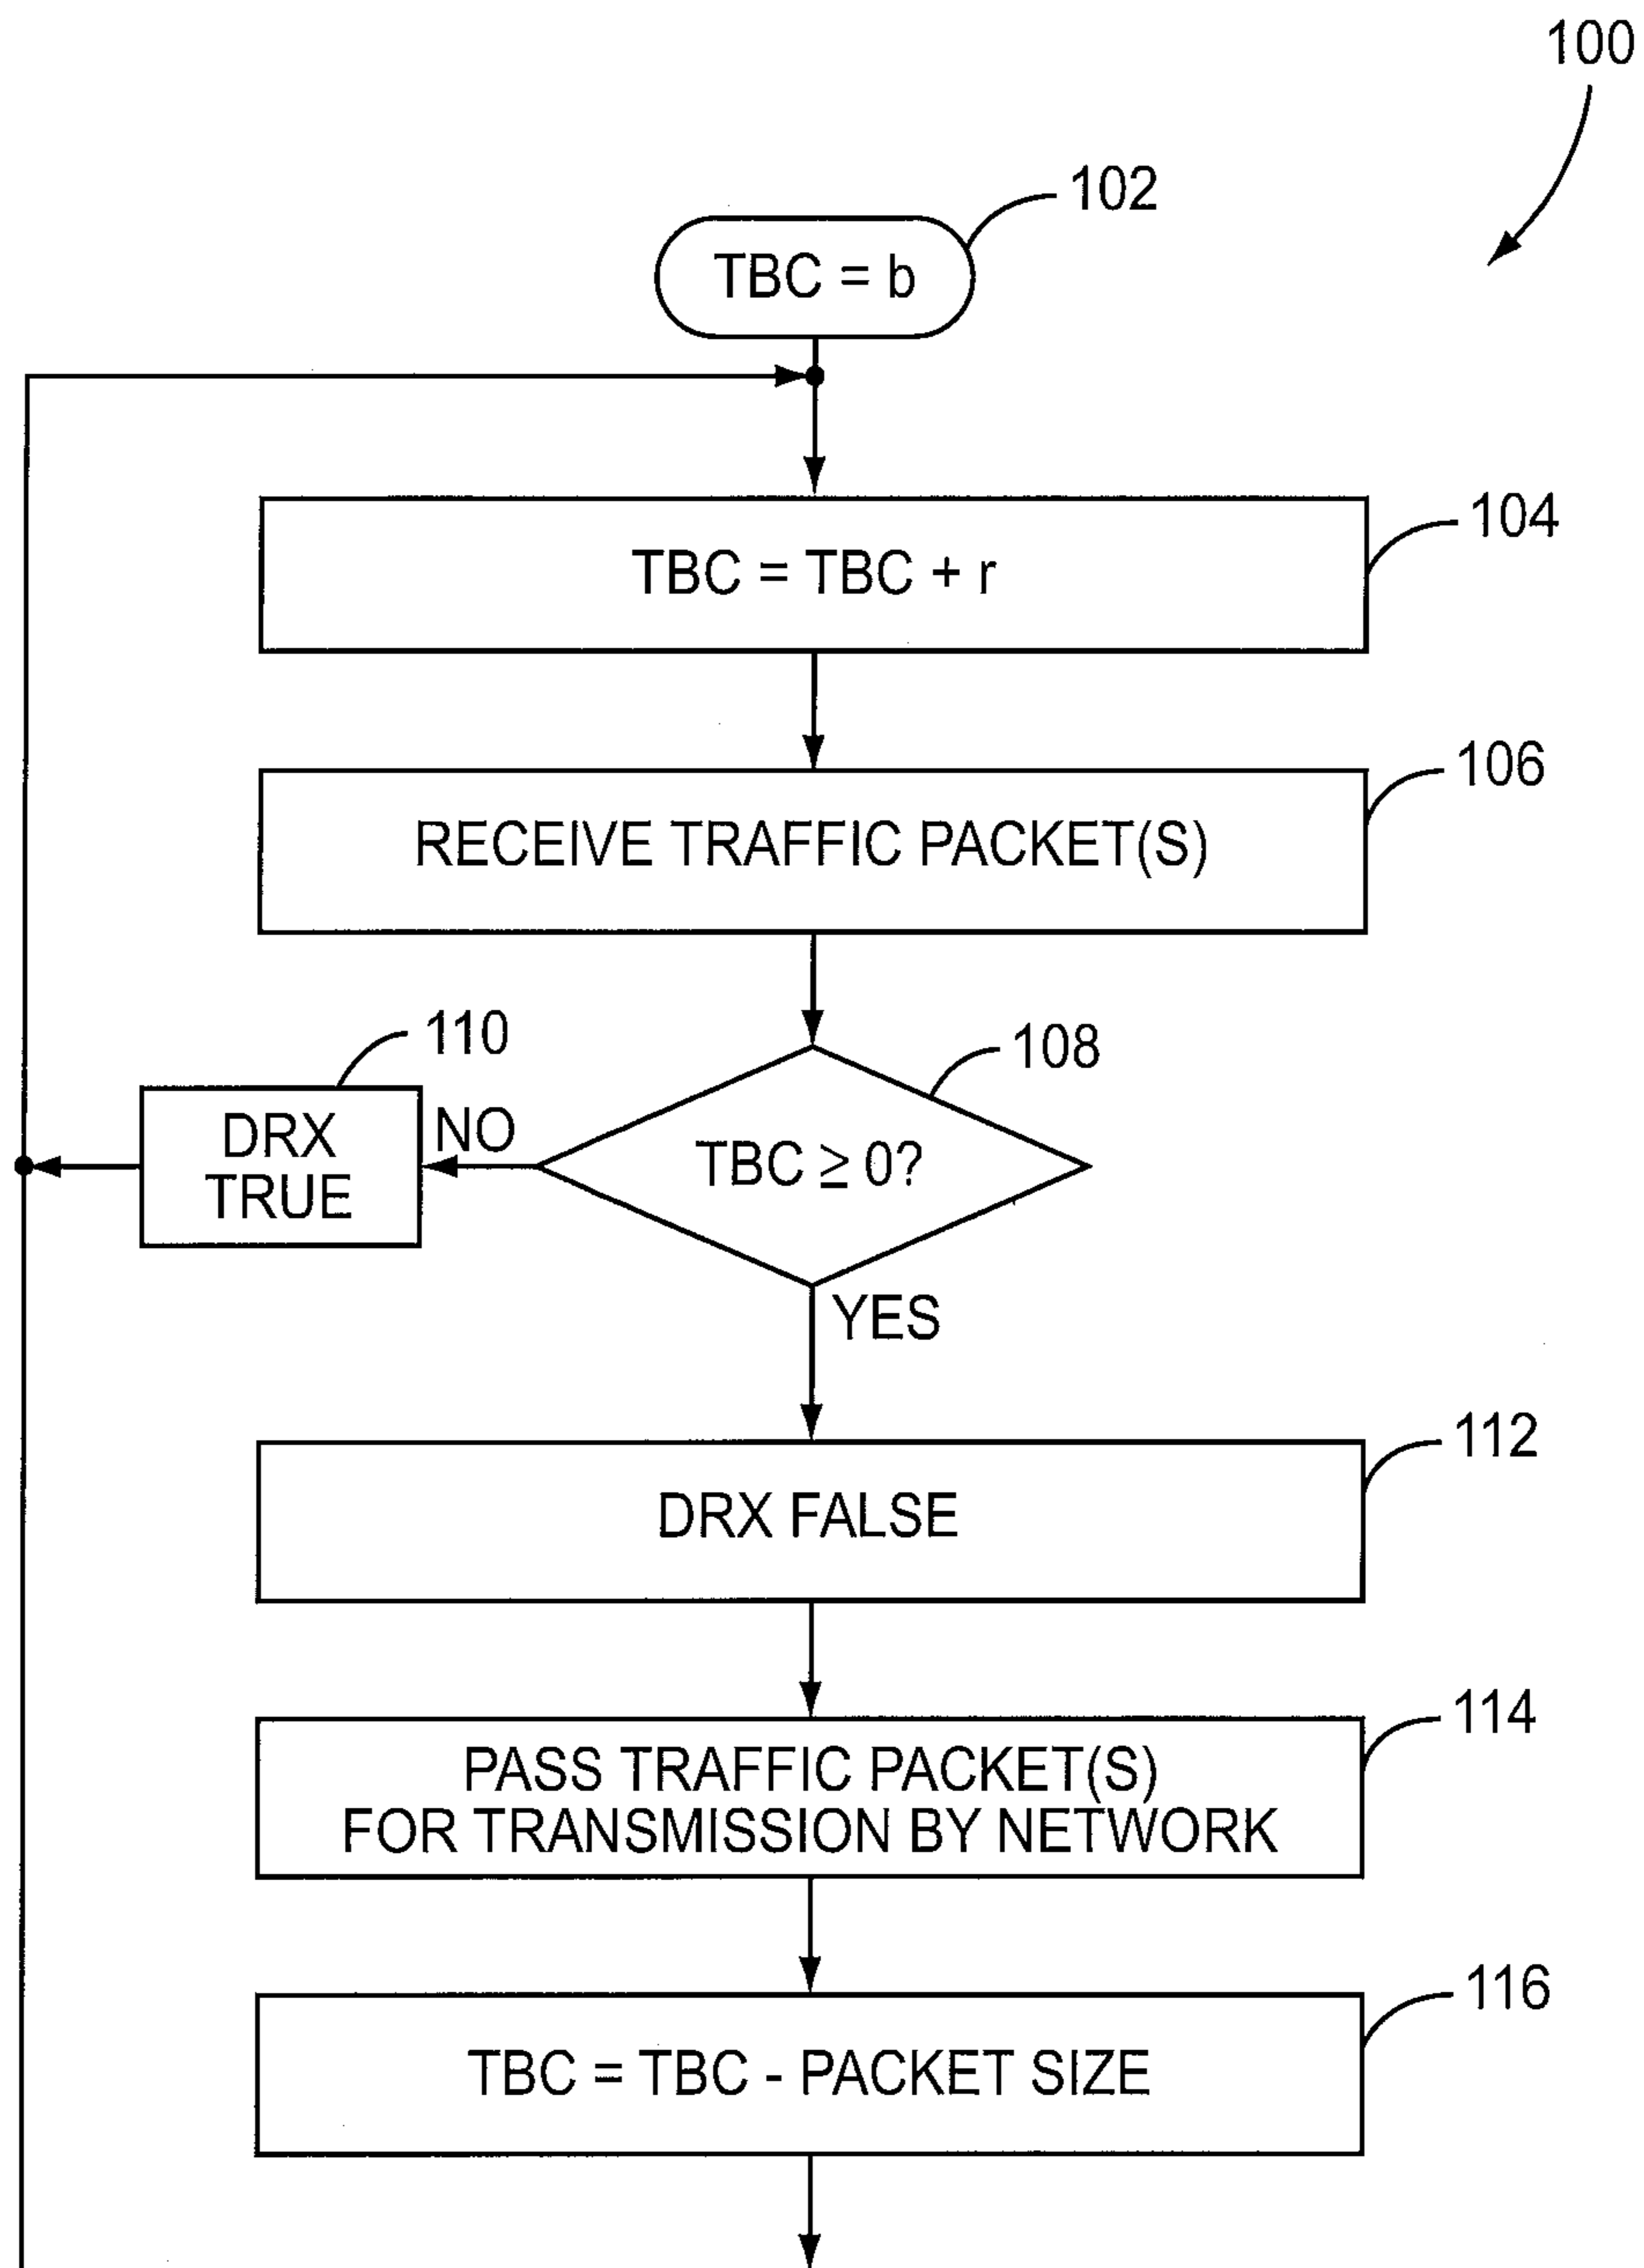 100
102
TBC = b
104
TBC = TBC + r
106
RECEIVE TRAFFIC PACKET(S)
110
108
DRX
TRUE
NO
TBC ≥ 0?
YES
112
DRX FALSE
114
PASS TRAFFIC PACKET(S)
FOR TRANSMISSION BY NETWORK
116
TBC = TBC - PACKET SIZE